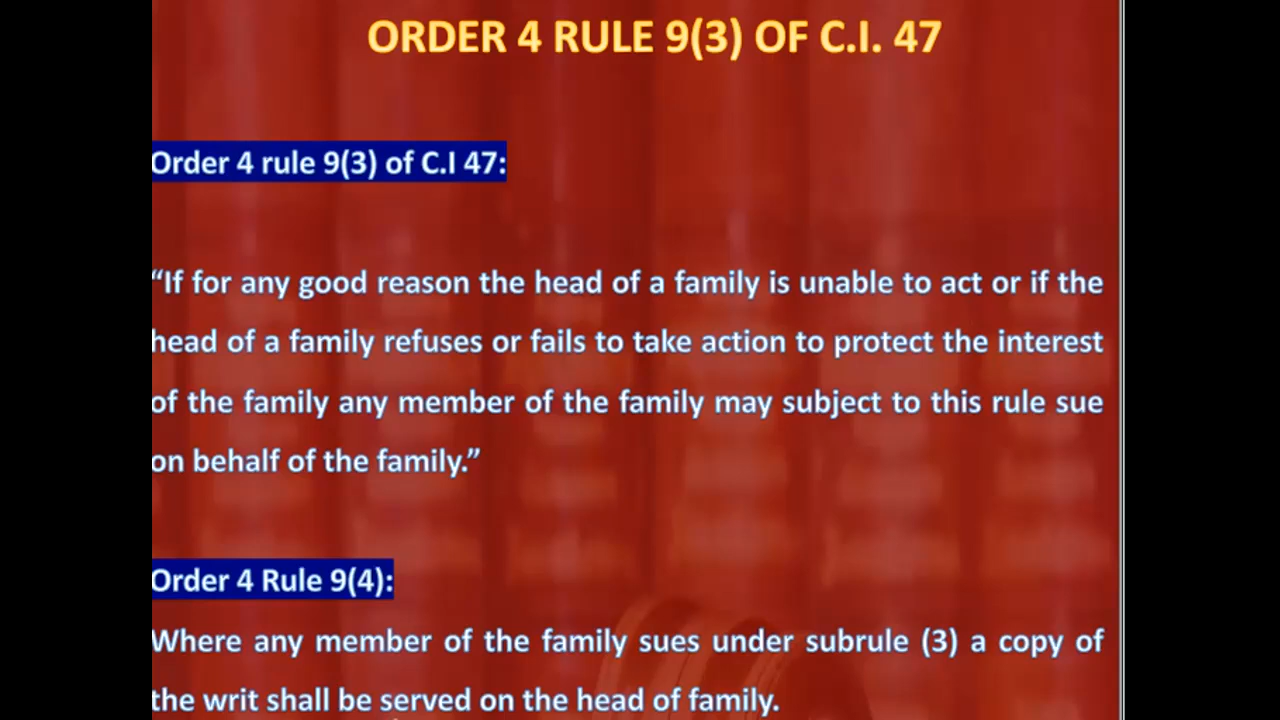 ORDER 4 RULE 9(3) OF C.I. 47
Order 4 rule 9(3) of C.I 47:
“If for any good reason the head of a family is unable to act or if the
head of a family refuses or fails to take action to protect the interest
of the family any member of the family may subject to this rule sue
on behalf of the family.”
Order 4 Rule 9(4):
Where any member of the family sues under subrule (3) a copy of
the writ shall be served on the head of family.